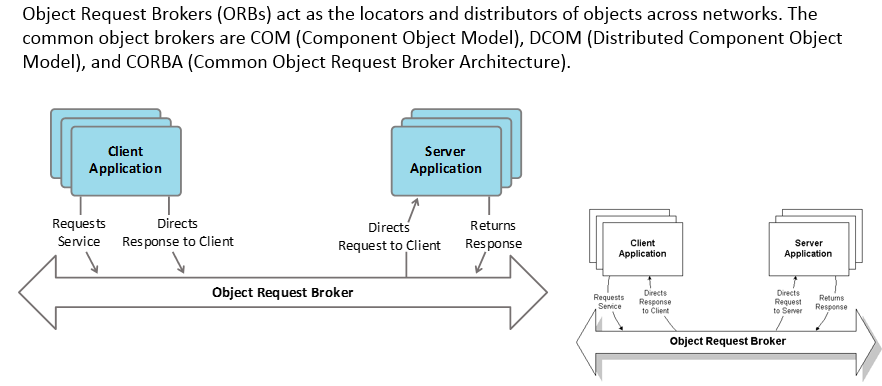 Object Request Brokers (ORBs) act as the locators and distributors of objects across networks. The
common object brokers are COM (Component Object Model), DCOM (Distributed Component Object
Model), and CORBA (Common Object Request Broker Architecture).
Client
Application
Server
Application
Requests
Service
Directs
Response to Client
Directs
Request to Client
Returns
Response
Object Request Broker
Client
Application
Server
Application
Requests
Service
Directs
Response
to Client
Directs
Request
to Server
Returns
Response
Object Request Broker